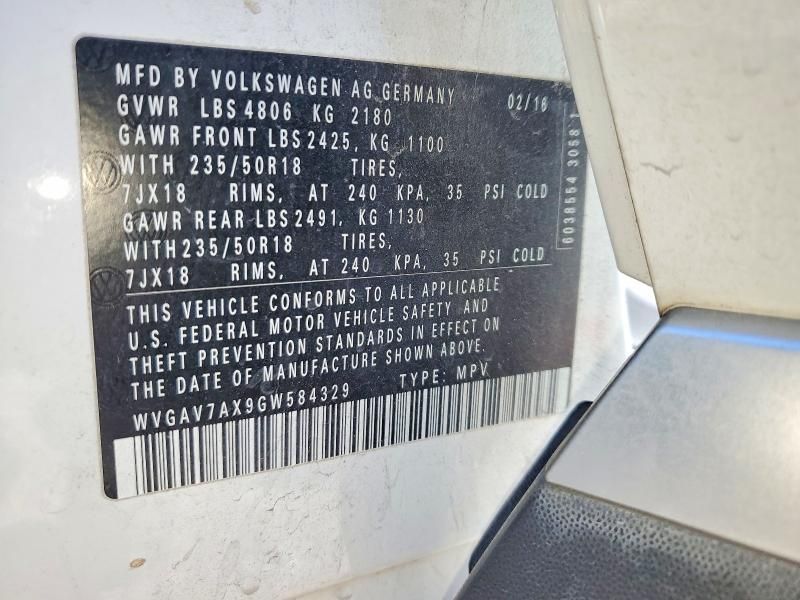 MFD BY VOLKSWAGEN AG GERMANY 02/16
GVWR LBS 4806 KG 2180
GAWR FRONT LBS 2425, KG 1100
WITH 235/50R18 TIRES,
7JX18 RIMS, AT 240 KPA, 35 PSI COLD
GAWR REAR LBS 2491, KG 1130
WITH 235/50R18 TIRES,
7JX18 RIMS, AT 240 KPA, 35 PSI COLD
THIS VEHICLE CONFORMS TO ALL APPLICABLE
U.S. FEDERAL MOTOR VEHICLE SAFETY AND
THEFT PREVENTION STANDARDS IN EFFECT ON
THE DATE OF MANUFACTURE SHOWN ABOVE.
WVGAV7AX9GW584329 TYPE: MPV
6038554 3058 1